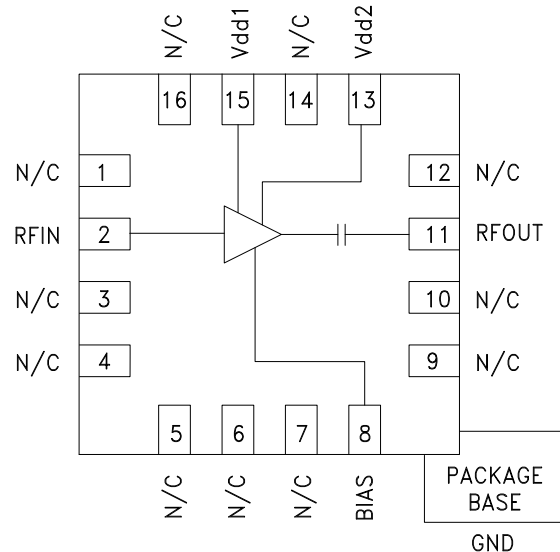 N/C
Vdd1
N/C
Vdd2
16
15
14
13
N/C 1
12 N/C
RFIN 2
11 RFOUT
N/C 3
10 N/C
N/C 4
9 N/C
5
6
7
8
N/C
N/C
N/C
BIAS
PACKAGE
BASE
GND